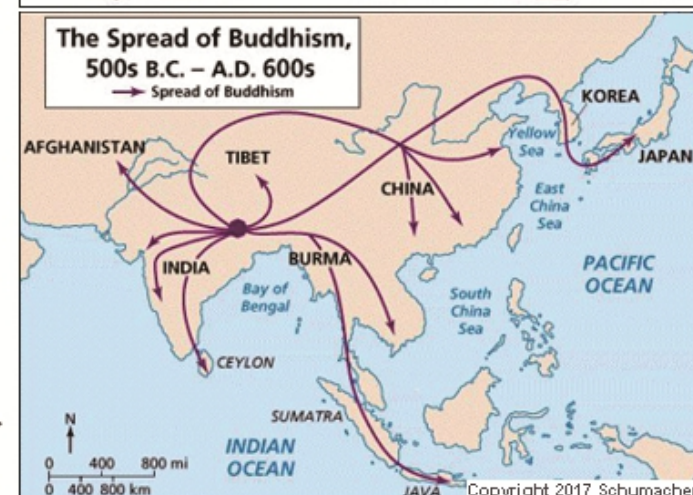 The Spread of Buddhism,
500s B.C. – A.D. 600s
Spread of Buddhism
KOREA
AFGHANISTAN
TIBET
Yellow
Sea
JAPAN
CHINA
East
China
Sea
INDIA
BURMA
PACIFIC
OCEAN
Bay of
Bengal
South
China
Sea
CEYLON
SUMATRA
N
INDIAN
OCEAN
0 400 800 mi
0 400 800 km
JAVA
Copyright 2017 Schumacher